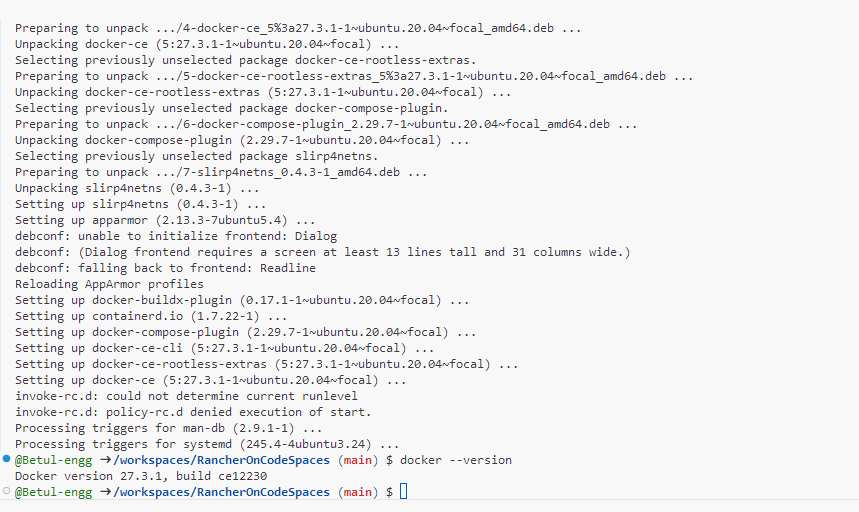 Preparing to unpack .../4-docker-ce_5%3a27.3.1-1~ubuntu.20.04~focal_amd64.deb ...
Unpacking docker-ce (5:27.3.1-1~ubuntu.20.04~focal) ...
Selecting previously unselected package docker-ce-rootless-extras.
Preparing to unpack .../5-docker-ce-rootless-extras_5%3a27.3.1-1~ubuntu.20.04~focal_amd64.deb ...
Unpacking docker-ce-rootless-extras (5:27.3.1-1~ubuntu.20.04~focal) ...
Selecting previously unselected package docker-compose-plugin.
Preparing to unpack .../6-docker-compose-plugin_2.29.7-1~ubuntu.20.04~focal_amd64.deb ...
Unpacking docker-compose-plugin (2.29.7-1~ubuntu.20.04~focal) ...
Selecting previously unselected package slirp4netns.
Preparing to unpack .../7-slirp4netns_0.4.3-1_amd64.deb ...
Unpacking slirp4netns (0.4.3-1) ...
Setting up slirp4netns (0.4.3-1) ...
Setting up apparmor (2.13.3-7ubuntu5.4) ...
debconf: unable to initialize frontend: Dialog
debconf: (Dialog frontend requires a screen at least 13 lines tall and 31 columns wide.)
debconf: falling back to frontend: Readline
Reloading AppArmor profiles
Setting up docker-buildx-plugin (0.17.1-1~ubuntu.20.04~focal) ...
Setting up containerd.io (1.7.22-1) ...
Setting up docker-compose-plugin (2.29.7-1~ubuntu.20.04~focal) ...
Setting up docker-ce-cli (5:27.3.1-1~ubuntu.20.04~focal) ...
Setting up docker-ce-rootless-extras (5:27.3.1-1~ubuntu.20.04~focal) ...
Setting up docker-ce (5:27.3.1-1~ubuntu.20.04~focal) ...
invoke-rc.d: could not determine current runlevel
invoke-rc.d: policy-rc.d denied execution of start.
Processing triggers for man-db (2.9.1-1) ...
Processing triggers for systemd (245.4-4ubuntu3.24) ...
@Betul-engg ➜/workspaces/RancherOnCodeSpaces (main) $ docker --version
Docker version 27.3.1, build ce12230
@Betul-engg ➜/workspaces/RancherOnCodeSpaces (main) $